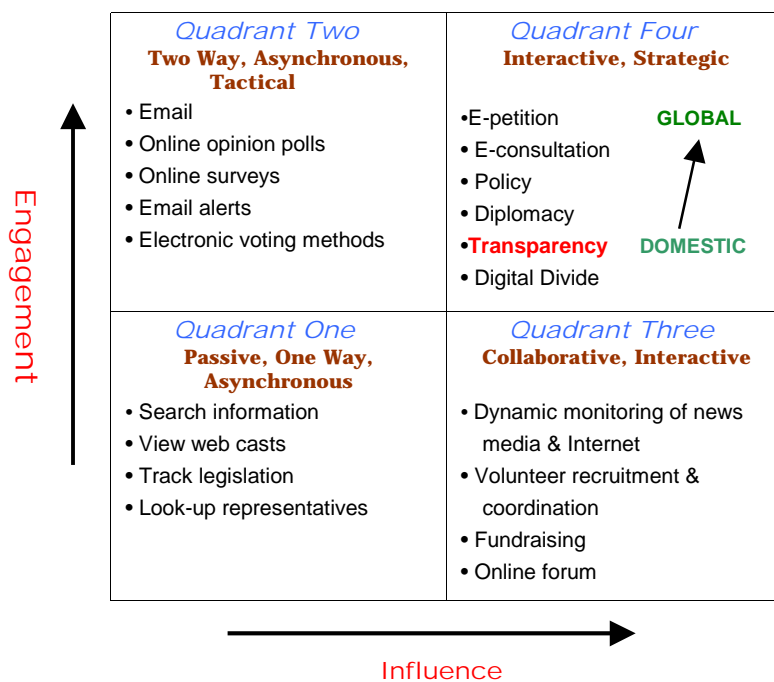 Quadrant Two
Two Way, Asynchronous,
Tactical
• Email
• Online opinion polls
• Online surveys
• Email alerts
• Electronic voting methods
Quadrant Four
Interactive, Strategic
•E-petition
• E-consultation
• Policy
• Diplomacy
•Transparency
• Digital Divide
GLOBAL
DOMESTIC
Engagement
Quadrant One
Passive, One Way,
Asynchronous
• Search information
• View web casts
• Track legislation
• Look-up representatives
Quadrant Three
Collaborative, Interactive
• Dynamic monitoring of news
media & Internet
• Volunteer recruitment &
coordination
• Fundraising
• Online forum
Influence